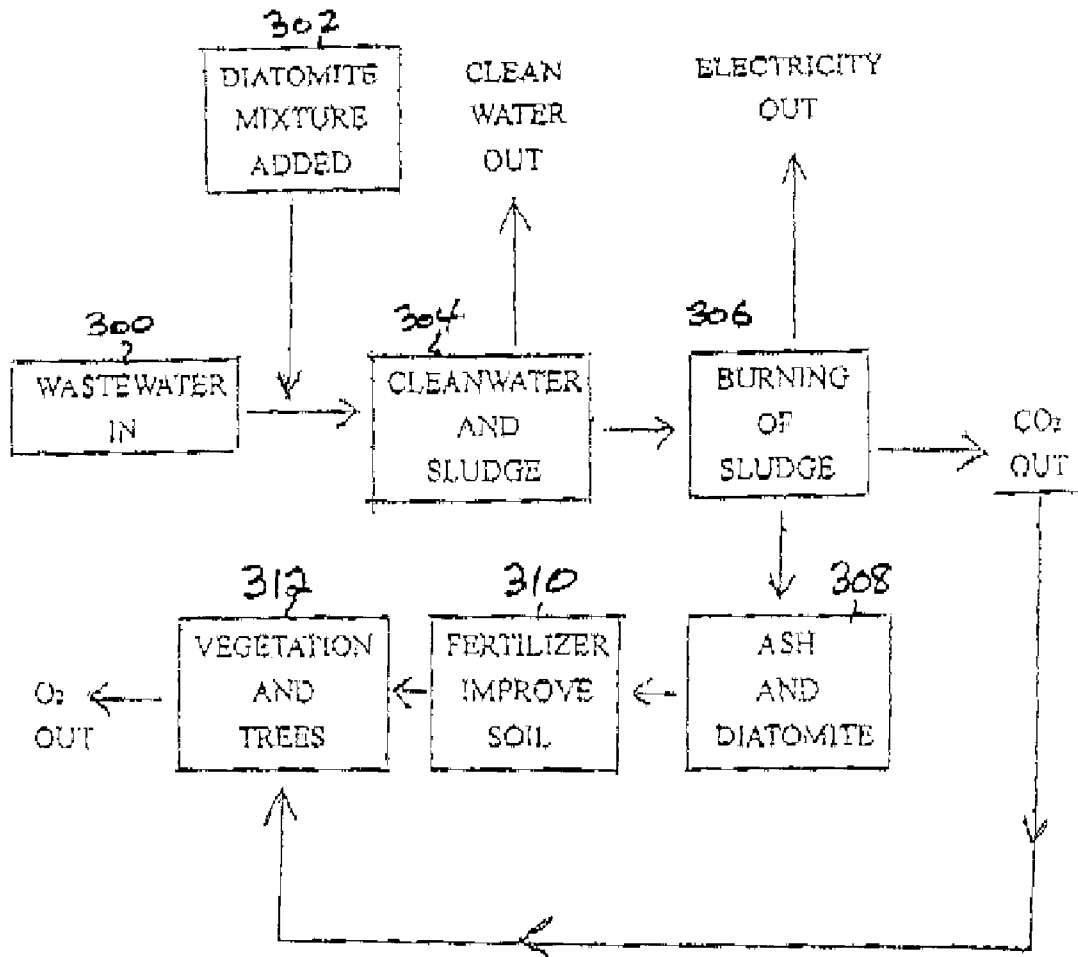 302
DIATOMITE
MIXTURE
ADDED
CLEAN
WATER
OUT
ELECTRICITY
OUT
300
WASTEWATER
IN
304
CLEANWATER
AND
SLUDGE
306
BURNING
OF
SLUDGE
CO₂
OUT
312
VEGETATION
AND
TREES
310
FERTILIZER
IMPROVE
SOIL
308
ASH
AND
DIATOMITE
O₂
OUT